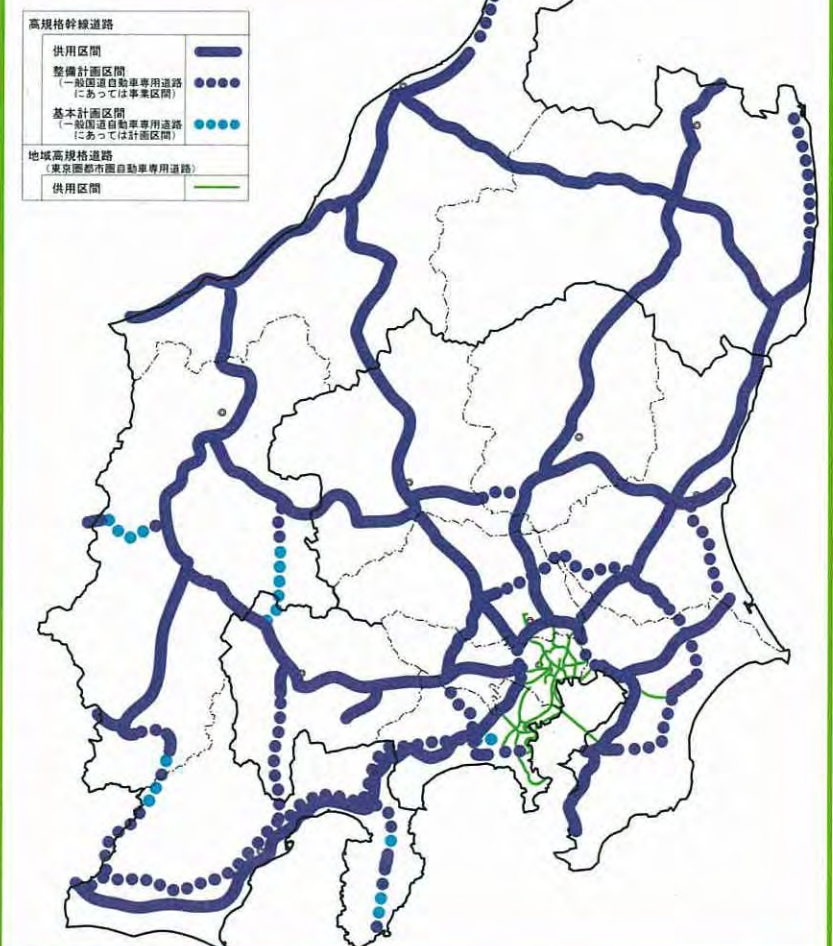 高規格幹線道路
供用区間
整備計画区間
(一般国道自動車専用道路
にあっては事業区間)
基本計画区間
(一般国道自動車専用道路
にあっては計画区間)
地域高規格道路
(東京圏都市圏自動車専用道路)
供用区間